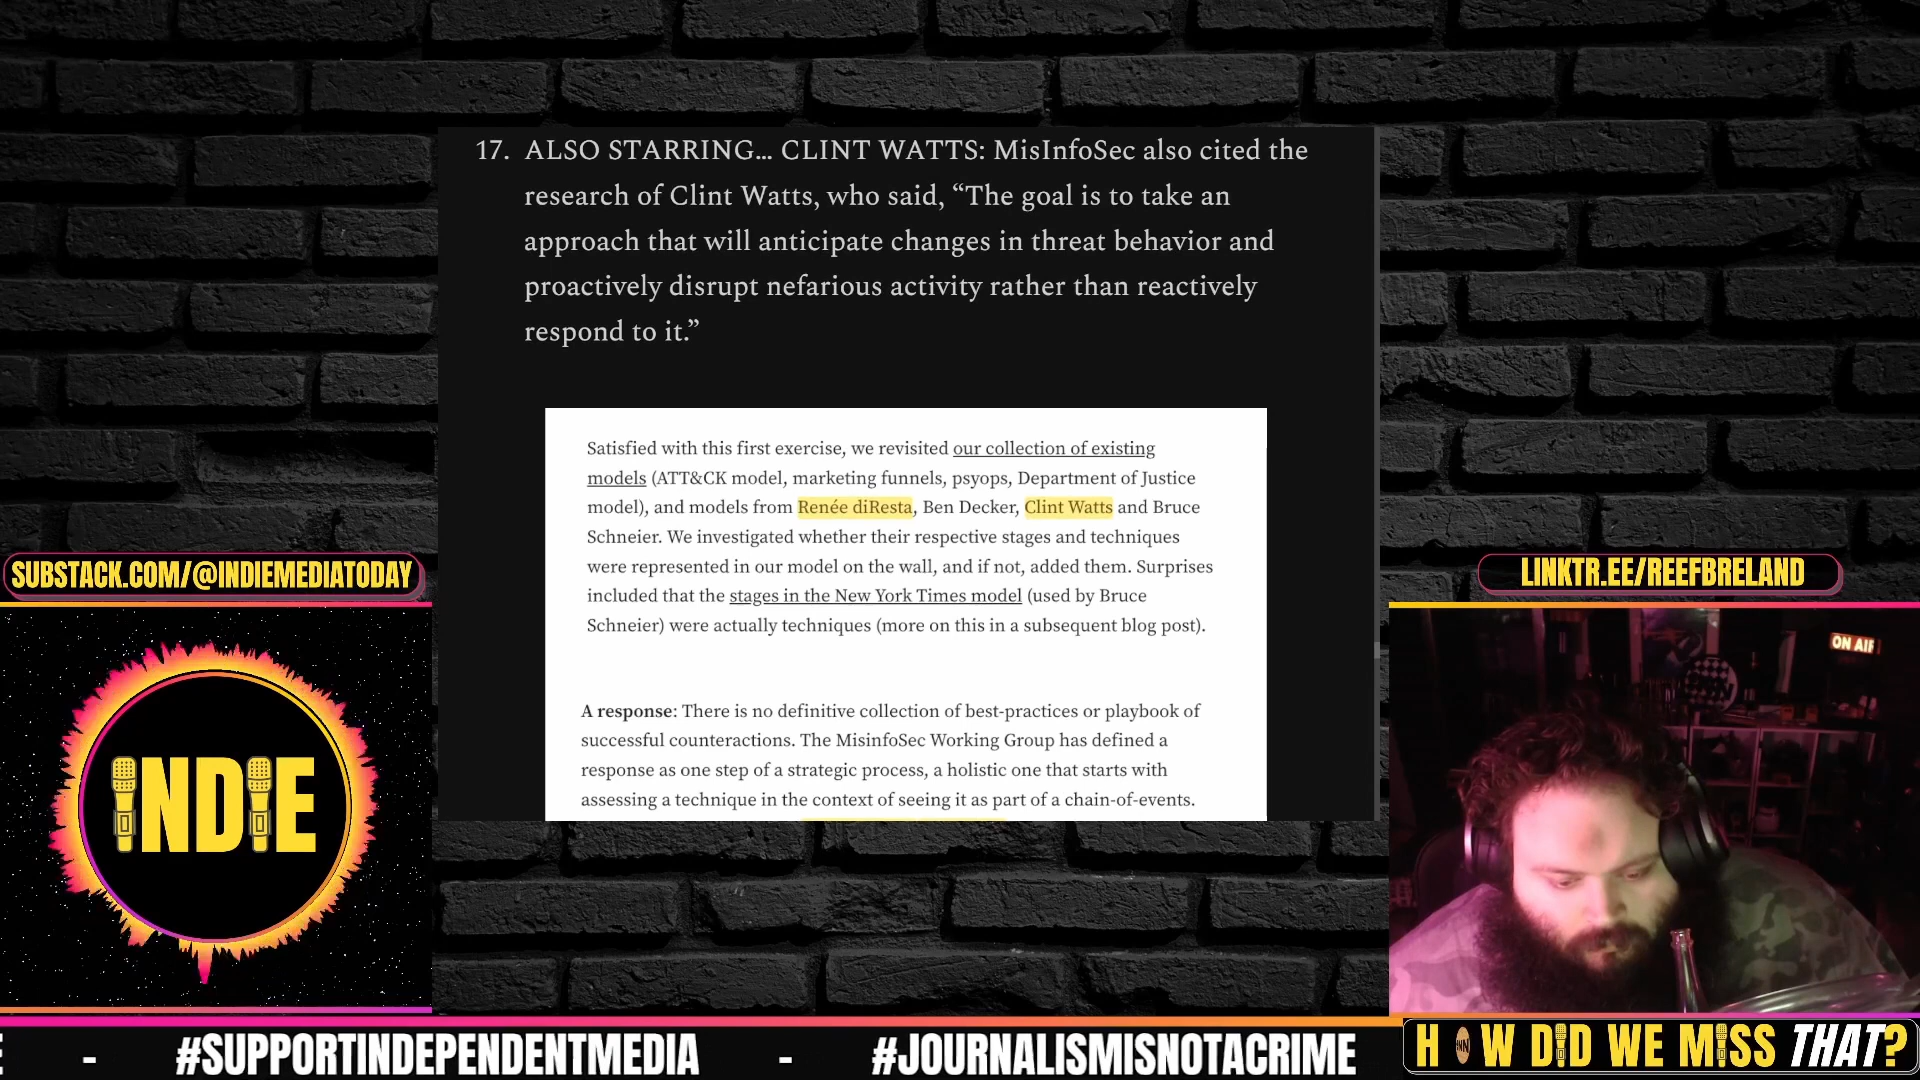 17. ALSO STARRING... CLINT WATTS: MisInfoSec also cited the
research of Clint Watts, who said, “The goal is to take an
approach that will anticipate changes in threat behavior and
proactively disrupt nefarious activity rather than reactively
respond to it.”
Satisfied with this first exercise, we revisited our collection of existing
models (ATT&CK model, marketing funnels, psyops, Department of Justice
model), and models from Renée diResta, Ben Decker, Clint Watts and Bruce
Schneier. We investigated whether their respective stages and techniques
were represented in our model on the wall, and if not, added them. Surprises
included that the stages in the New York Times model (used by Bruce
Schneier) were actually techniques (more on this in a subsequent blog post).
A response: There is no definitive collection of best-practices or playbook of
successful counteractions. The MisinfoSec Working Group has defined a
response as one step of a strategic process, a holistic one that starts with
assessing a technique in the context of seeing it as part of a chain-of-events.
SUBSTACK.COM/@INDIEMEDIATODAY
INDIE
LINKTR.EE/REEFBRELAND
ON AIR
- #SUPPORTINDEPENDENTMEDIA - #JOURNALISMISNOTACRIME
HOW DID WE MISS THAT?